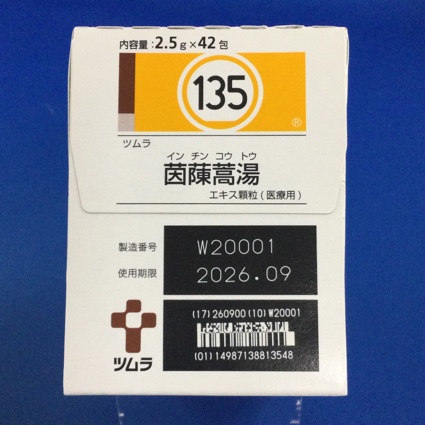 内容量:2.5g×42包
135
®
ツムラ
インチンコウトウ
茵蔯蒿湯
エキス顆粒(医療用)
製造番号 W20001
使用期限 2026.09
(17)260900(10)W20001
(01)14987138813548
ツムラ